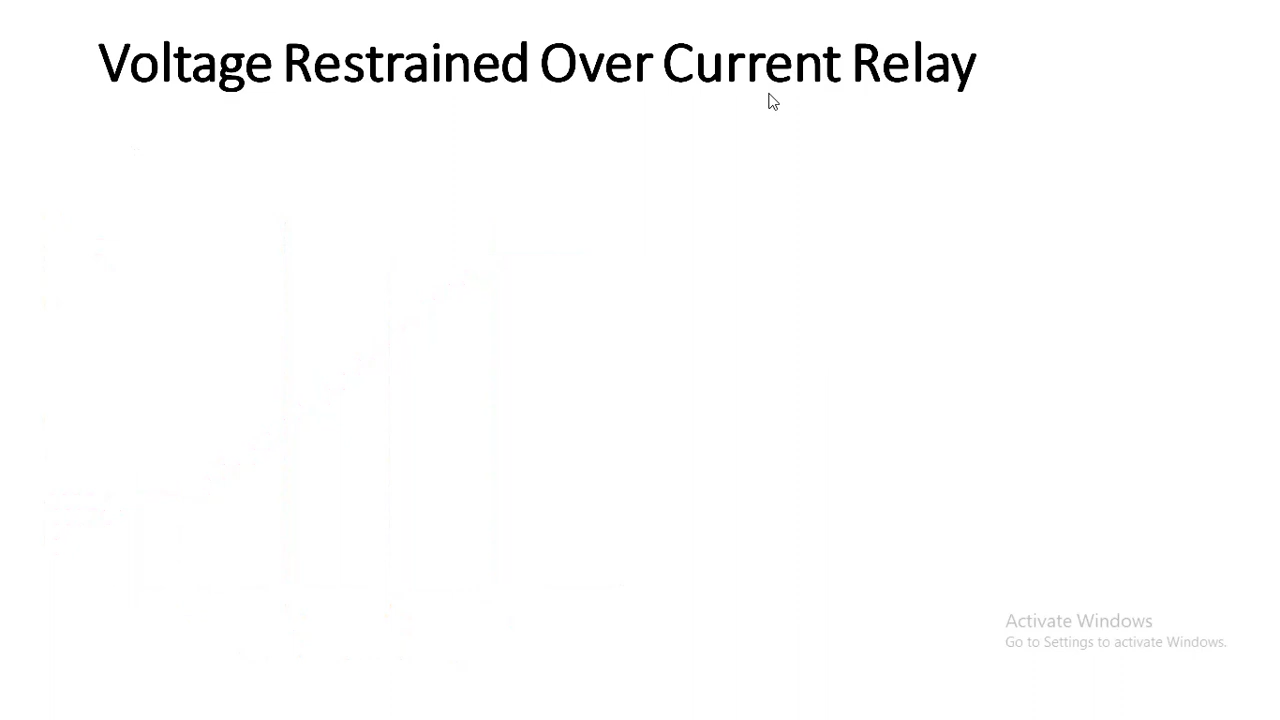 Voltage Restrained Over Current Relay
Activate Windows
Go to Settings to activate Windows.